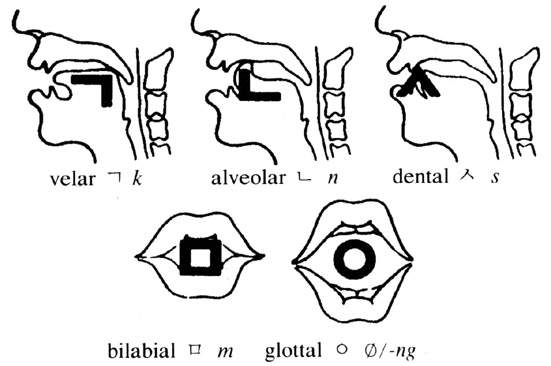 velar ㄱ k alveolar ㄴ n dental ㅅ s
bilabial ㅁ m glottal ㅇ Ø/-ng